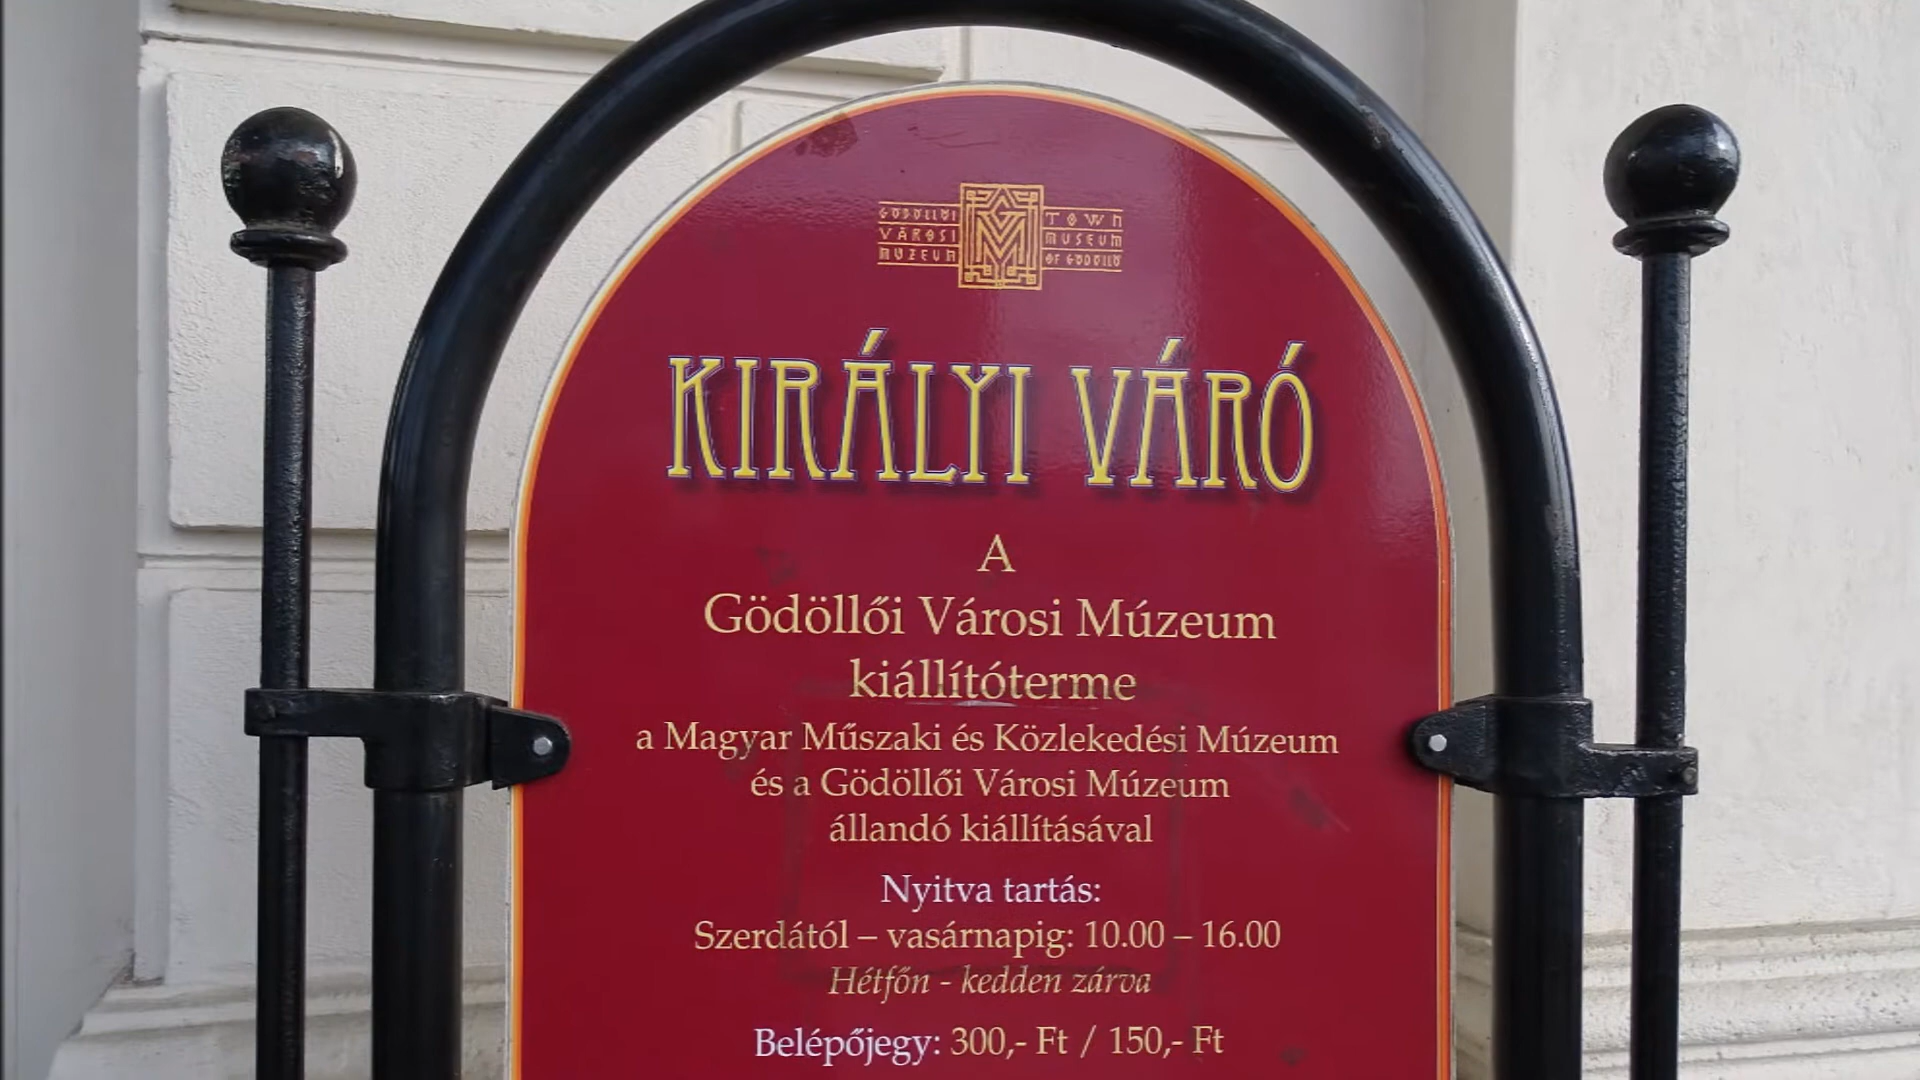 GÖDÖLLŐI
VÁROSI
MÚZEUM
TOWN
MUSEUM
OF GÖDÖLLŐ
KIRÁLYI VÁRÓ
A
Gödöllői Városi Múzeum
kiállítóterme
a Magyar Műszaki és Közlekedési Múzeum
és a Gödöllői Városi Múzeum
állandó kiállításával
Nyitva tartás:
Szerdától – vasárnapig: 10.00 – 16.00
Hétfőn - kedden zárva
Belépőjegy: 300,- Ft / 150,- Ft